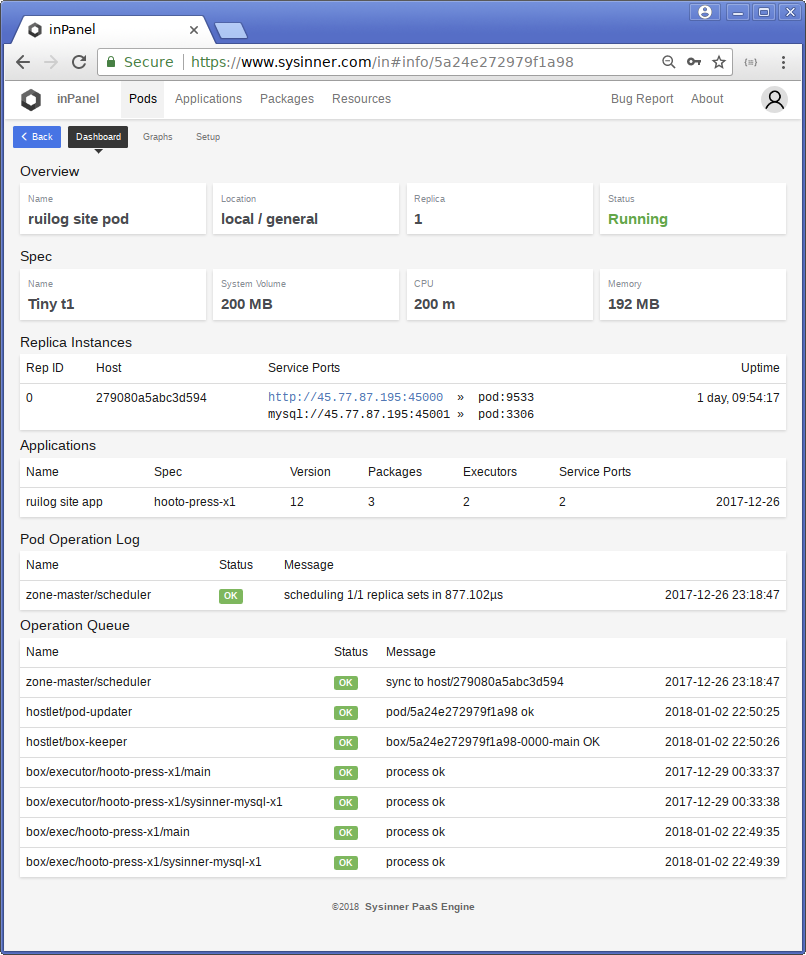 inPanel
Secure https://www.sysinner.com/in#info/5a24e272979f1a98
inPanel Pods Applications Packages Resources Bug Report About
Back Dashboard Graphs Setup
Overview
Name Location Replica Status
ruilog site pod local / general 1 Running
Spec
Name System Volume CPU Memory
Tiny t1 200 MB 200 m 192 MB
Replica Instances
Rep ID Host Service Ports Uptime
0 279080a5abc3d594 http://45.77.87.195:45000 » pod:9533 1 day, 09:54:17
mysql://45.77.87.195:45001 » pod:3306
Applications
Name Spec Version Packages Executors Service Ports
ruilog site app hooto-press-x1 12 3 2 2 2017-12-26
Pod Operation Log
Name Status Message
zone-master/scheduler OK scheduling 1/1 replica sets in 877.102µs 2017-12-26 23:18:47
Operation Queue
Name Status Message
zone-master/scheduler OK sync to host/279080a5abc3d594 2017-12-26 23:18:47
hostlet/pod-updater OK pod/5a24e272979f1a98 ok 2018-01-02 22:50:25
hostlet/box-keeper OK box/5a24e272979f1a98-0000-main OK 2018-01-02 22:50:26
box/executor/hooto-press-x1/main OK process ok 2017-12-29 00:33:37
box/executor/hooto-press-x1/sysinner-mysql-x1 OK process ok 2017-12-29 00:33:38
box/exec/hooto-press-x1/main OK process ok 2018-01-02 22:49:35
box/exec/hooto-press-x1/sysinner-mysql-x1 OK process ok 2018-01-02 22:49:39
©2018 Sysinner PaaS Engine